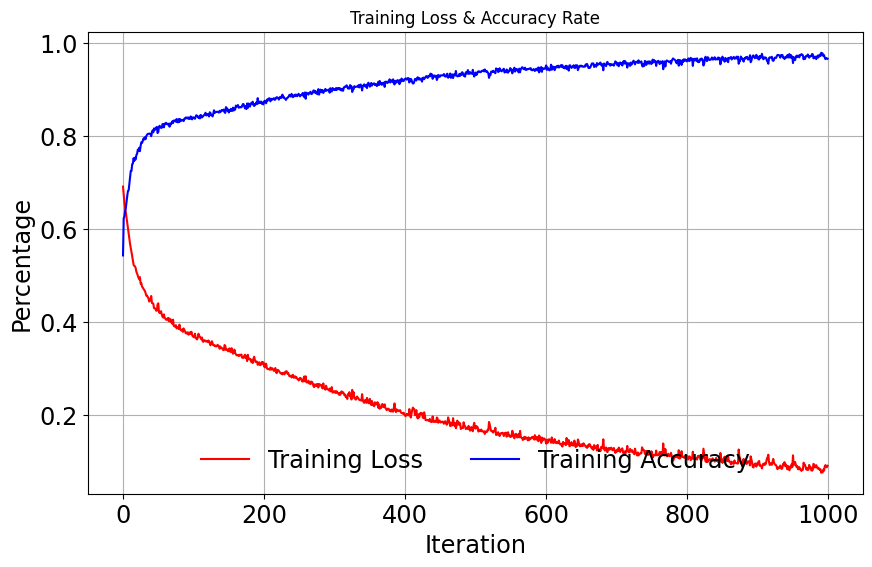 Training Loss & Accuracy Rate
1.0
0.8
0.6
0.4
0.2
Percentage
Training Loss Training Accuracy
0 200 400 600 800 1000
Iteration